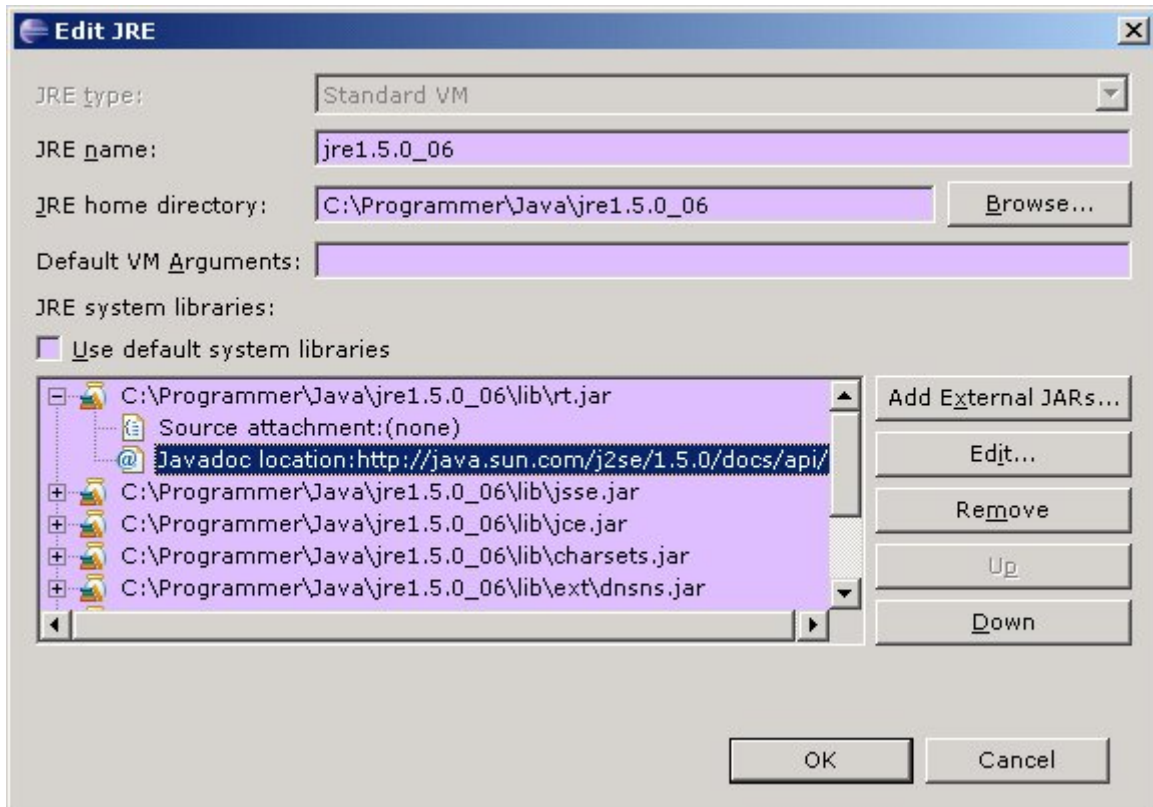 Edit JRE
JRE type: Standard VM
JRE name: jre1.5.0_06
JRE home directory: C:\Programmer\Java\jre1.5.0_06 Browse...
Default VM Arguments:
JRE system libraries:
Use default system libraries
C:\Programmer\Java\jre1.5.0_06\lib\rt.jar Add External JARs...
Source attachment:(none)
Javadoc location:http://java.sun.com/j2se/1.5.0/docs/api/ Edit...
C:\Programmer\Java\jre1.5.0_06\lib\jsse.jar
C:\Programmer\Java\jre1.5.0_06\lib\jce.jar Remove
C:\Programmer\Java\jre1.5.0_06\lib\charsets.jar Up
C:\Programmer\Java\jre1.5.0_06\lib\ext\dnsns.jar
Down
OK Cancel